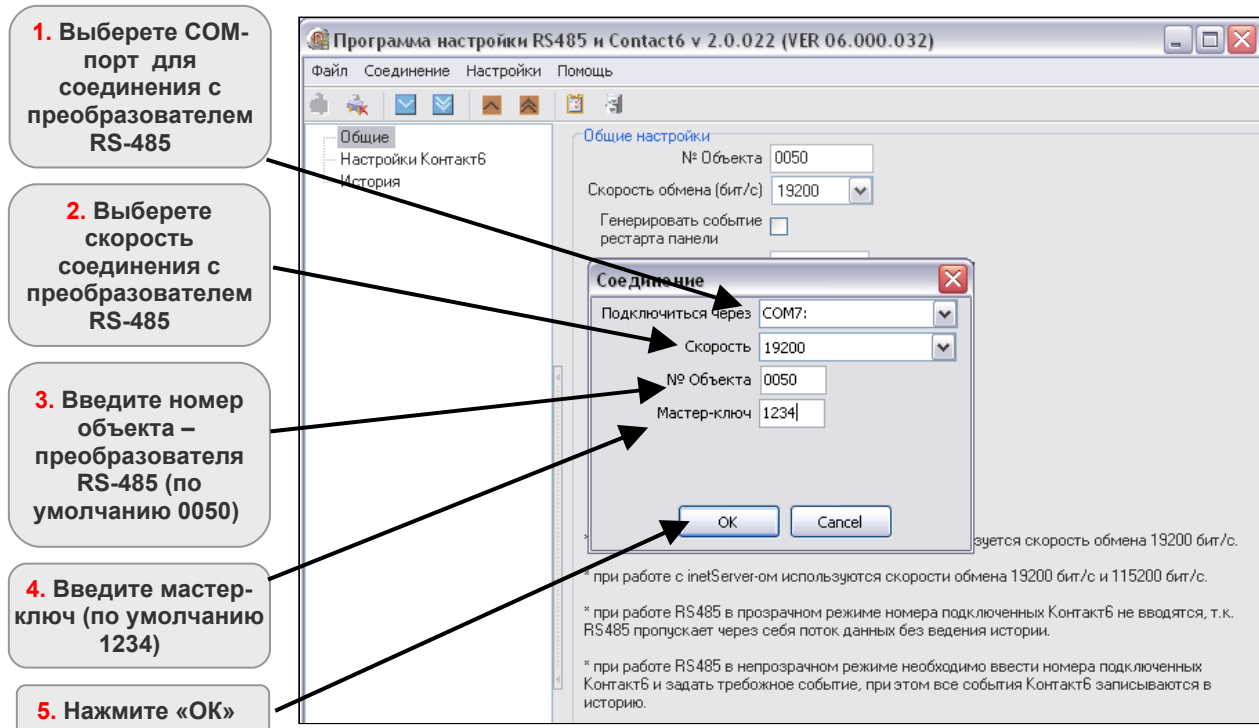 1. Выберете COM-
порт для
соединения с
преобразователем
RS-485
2. Выберете
скорость
соединения с
преобразователем
RS-485
3. Введите номер
объекта –
преобразователя
RS-485 (по
умолчанию 0050)
4. Введите мастер-
ключ (по умолчанию
1234)
5. Нажмите «ОК»
Программа настройки RS485 и Contact6 v 2.0.022 (VER 06.000.032)
Файл Соединение Настройки Помощь
Общие
Настройки Контакт6
История
Общие настройки
№ Объекта 0050
Скорость обмена (бит/с) 19200
Генерировать событие
рестарта панели
Соединение
Подключиться через COM7:
Скорость 19200
№ Объекта 0050
Мастер-ключ 1234
OK Cancel
зуется скорость обмена 19200 бит/с.
* при работе с inetServer-ом используются скорости обмена 19200 бит/с и 115200 бит/с.
* при работе RS485 в прозрачном режиме номера подключенных Контакт6 не вводятся, т.к.
RS485 пропускает через себя поток данных без ведения истории.
* при работе RS485 в непрозрачном режиме необходимо ввести номера подключенных
Контакт6 и задать требожное событие, при этом все события Контакт6 записываются в
историю.